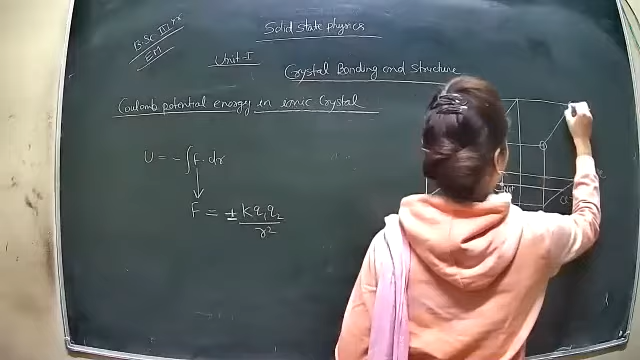 Solid state physics
B.Sc III yr
EM
Unit-I
Crystal Bonding and structure
Coulomb potential energy in ionic Crystal
U = - ∫ F. dr
F = ± Kq₁q₂
r²